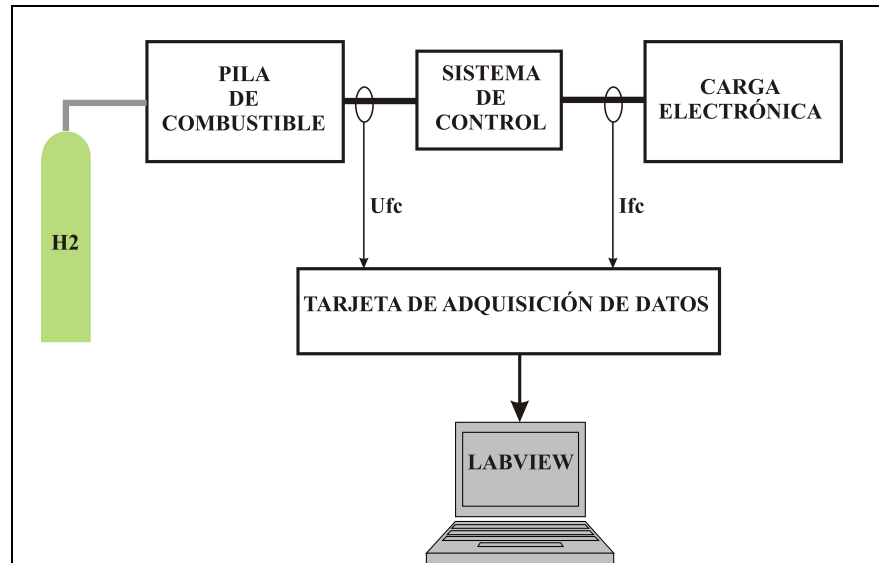 PILA
DE
COMBUSTIBLE
SISTEMA
DE
CONTROL
CARGA
ELECTRÓNICA
Ufc
Ifc
H2
TARJETA DE ADQUISICIÓN DE DATOS
LABVIEW